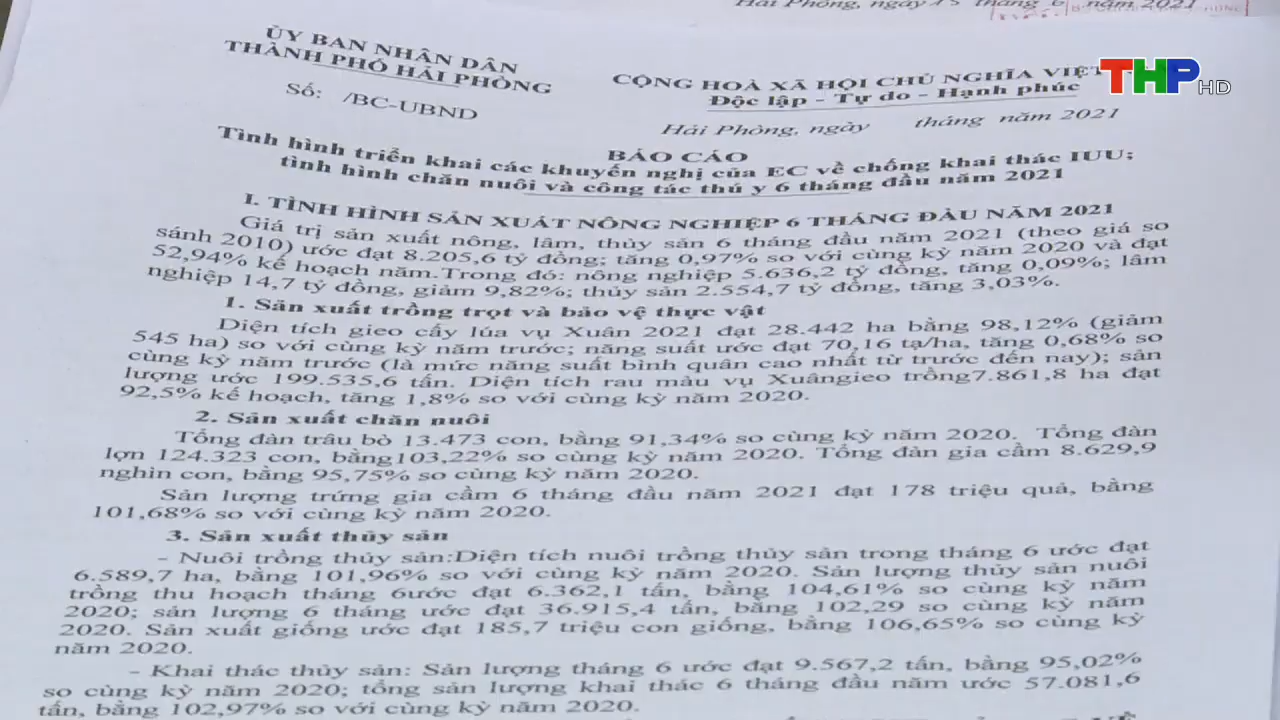 Hải Phòng, ngày 15 tháng 6 năm 2021
THP HD
ỦY BAN NHÂN DÂN
THÀNH PHỐ HẢI PHÒNG
CỘNG HOÀ XÃ HỘI CHỦ NGHĨA VIỆT
Độc lập - Tự do - Hạnh phúc
Số: /BC-UBND
Hải Phòng, ngày tháng năm 2021
BÁO CÁO
Tình hình triển khai các khuyến nghị của EC về chống khai thác IUU;
tình hình chăn nuôi và công tác thú y 6 tháng đầu năm 2021
I. TÌNH HÌNH SẢN XUẤT NÔNG NGHIỆP 6 THÁNG ĐẦU NĂM 2021
Giá trị sản xuất nông, lâm, thủy sản 6 tháng đầu năm 2021 (theo giá so
sánh 2010) ước đạt 8.205,6 tỷ đồng; tăng 0,97% so với cùng kỳ năm 2020 và đạt
52,94% kế hoạch năm.Trong đó: nông nghiệp 5.636,2 tỷ đồng, tăng 0,09%; lâm
nghiệp 14,7 tỷ đồng, giảm 9,82%; thủy sản 2.554,7 tỷ đồng, tăng 3,03%.
1. Sản xuất trồng trọt và bảo vệ thực vật
Diện tích gieo cấy lúa vụ Xuân 2021 đạt 28.442 ha bằng 98,12% (giảm
545 ha) so với cùng kỳ năm trước; năng suất ước đạt 70,16 tạ/ha, tăng 0,68% so
cùng kỳ năm trước (là mức năng suất bình quân cao nhất từ trước đến nay); sản
lượng ước 199.535,6 tấn. Diện tích rau màu vụ Xuângieo trồng7.861,8 ha đạt
92,5% kế hoạch, tăng 1,8% so với cùng kỳ năm 2020.
2. Sản xuất chăn nuôi
Tổng đàn trâu bò 13.473 con, bằng 91,34% so cùng kỳ năm 2020. Tổng đàn
lợn 124.323 con, bằng103,22% so cùng kỳ năm 2020. Tổng đàn gia cầm 8.629,9
nghìn con, bằng 95,75% so cùng kỳ năm 2020.
Sản lượng trứng gia cầm 6 tháng đầu năm 2021 đạt 178 triệu quả, bằng
101,68% so với cùng kỳ năm 2020.
3. Sản xuất thủy sản
- Nuôi trồng thủy sản:Diện tích nuôi trồng thủy sản trong tháng 6 ước đạt
6.589,7 ha, bằng 101,96% so với cùng kỳ năm 2020. Sản lượng thủy sản nuôi
trồng thu hoạch tháng 6ước đạt 6.362,1 tấn, bằng 104,61% so cùng kỳ năm
2020; sản lượng 6 tháng ước đạt 36.915,4 tấn, bằng 102,29 so cùng kỳ năm
2020. Sản xuất giống ước đạt 185,7 triệu con giống, bằng 106,65% so cùng kỳ
năm 2020.
- Khai thác thủy sản: Sản lượng tháng 6 ước đạt 9.567,2 tấn, bằng 95,02%
so cùng kỳ năm 2020; tổng sản lượng khai thác 6 tháng đầu năm ước 57.081,6
tấn, bằng 102,97% so với cùng kỳ năm 2020.